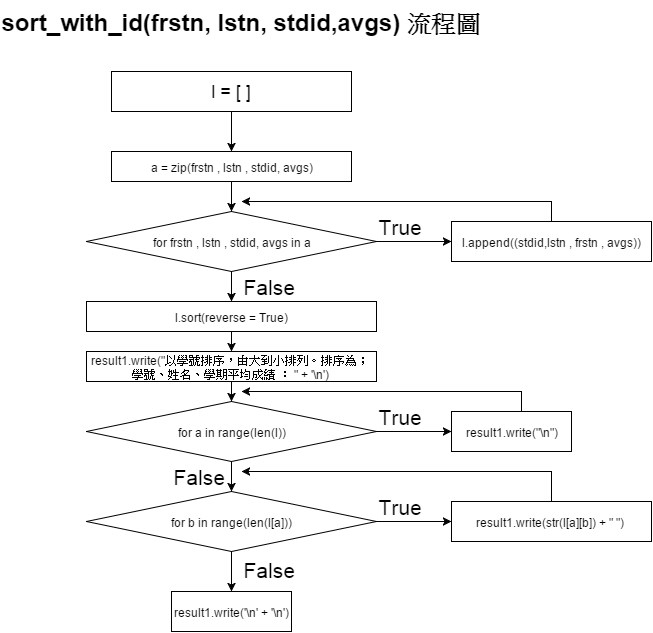 sort_with_id(frstn, lstn, stdid,avgs) 流程圖
l = [ ]
a = zip(frstn , lstn , stdid, avgs)
for frstn , lstn , stdid, avgs in a
True
l.append((stdid,lstn , frstn , avgs))
False
l.sort(reverse = True)
result1.write("以學號排序，由大到小排列。排序為；
學號、姓名、學期平均成績 ： " + '\n')
for a in range(len(l))
True
result1.write("\n")
False
for b in range(len(l[a]))
True
result1.write(str(l[a][b]) + " ")
False
result1.write('\n' + '\n')